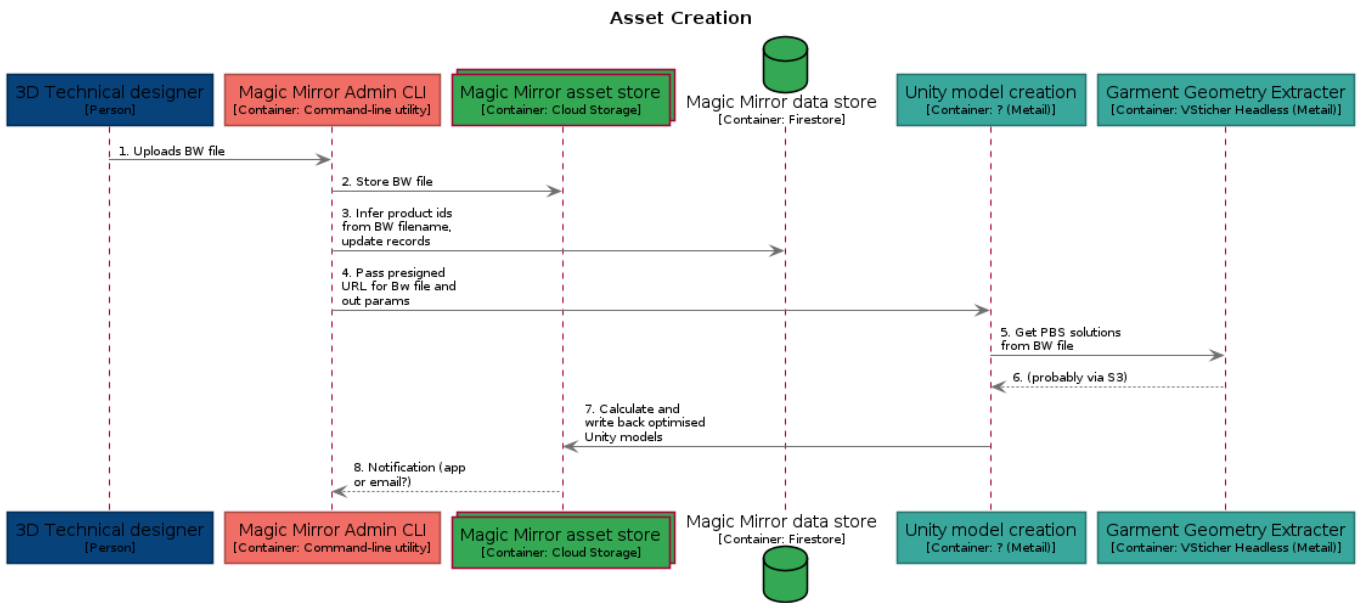 Asset Creation
3D Technical designer
[Person]
Magic Mirror Admin CLI
[Container: Command-line utility]
Magic Mirror asset store
[Container: Cloud Storage]
Magic Mirror data store
[Container: Firestore]
Unity model creation
[Container: ? (Metail)]
Garment Geometry Extracter
[Container: VSticher Headless (Metail)]
1. Uploads BW file
2. Store BW file
3. Infer product ids
from BW filename,
update records
4. Pass presigned
URL for Bw file and
out params
5. Get PBS solutions
from BW file
6. (probably via S3)
7. Calculate and
write back optimised
Unity models
8. Notification (app
or email?)
3D Technical designer
[Person]
Magic Mirror Admin CLI
[Container: Command-line utility]
Magic Mirror asset store
[Container: Cloud Storage]
Magic Mirror data store
[Container: Firestore]
Unity model creation
[Container: ? (Metail)]
Garment Geometry Extracter
[Container: VSticher Headless (Metail)]